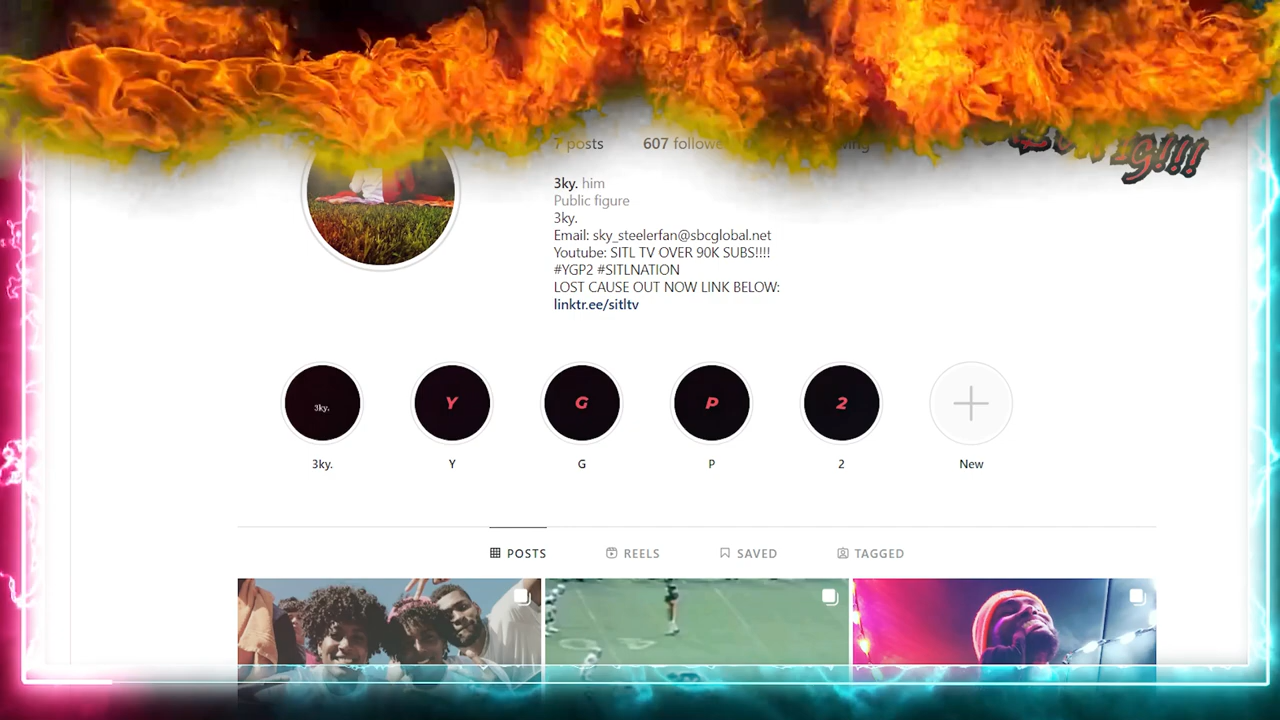 7 posts 607
IG!!!
3ky. him
Public figure
3ky.
Email: sky_steelerfan@sbcglobal.net
Youtube: SITL TV OVER 90K SUBS!!!!
#YGP2 #SITLNATION
LOST CAUSE OUT NOW LINK BELOW:
linktr.ee/sitltv
3ky. Y G P 2
3ky. Y G P 2 New
POSTS REELS SAVED TAGGED